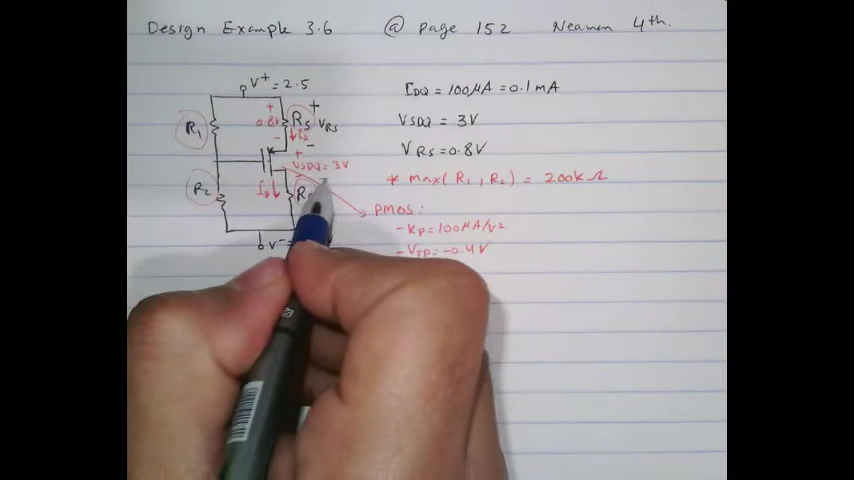 Design Example 3.6 @ Page 152 Neamen 4th.
V+ = 2.5
IDQ = 100μA = 0.1mA
VSDQ = 3V
VRS = 0.8V
* max(R1, R2) = 200kΩ
PMOS:
- KP = 100μA/V2
- VTP = -0.4V
R1
R2
+
0.8V
-
RS
+
VRS
-
ID
+
VSDQ = 3V
-
ID
V-